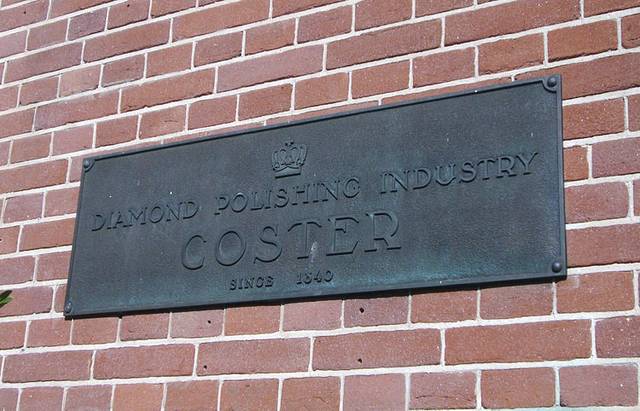 DIAMOND POLISHING INDUSTRY
COSTER
SINCE 1840